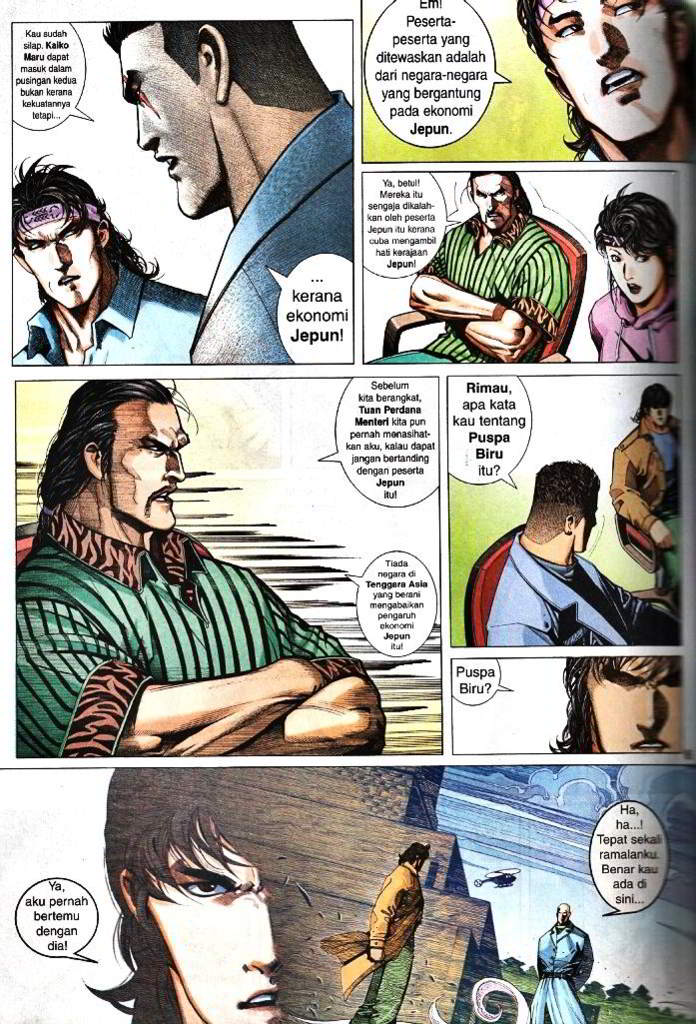 Kau sudah
silap. Kaiko
Maru dapat
masuk dalam
pusingan kedua
bukan kerana
kekuatannya
tetapi...
...
kerana
ekonomi
Jepun!
Em!
Peserta-
peserta yang
ditewaskan adalah
dari negara-negara
yang bergantung
pada ekonomi
Jepun.
Ya, betul!
Mereka itu
sengaja dikalah-
kan oleh peserta
Jepun itu kerana
cuba mengambil
hati kerajaan
Jepun!
Sebelum
kita berangkat,
Tuan Perdana
Menteri kita pun
pernah menasihat-
kan aku, kalau dapat
jangan bertanding
dengan peserta
Jepun
itu!
Tiada
negara di
Tenggara Asia
yang berani
mengabaikan
pengaruh
ekonomi
Jepun
itu!
Rimau,
apa kata
kau tentang
Puspa
Biru
itu?
Puspa
Biru?
Ya,
aku pernah
bertemu
dengan
dia!
Ha,
ha...!
Tepat sekali
ramalanku.
Benar kau
ada di
sini...